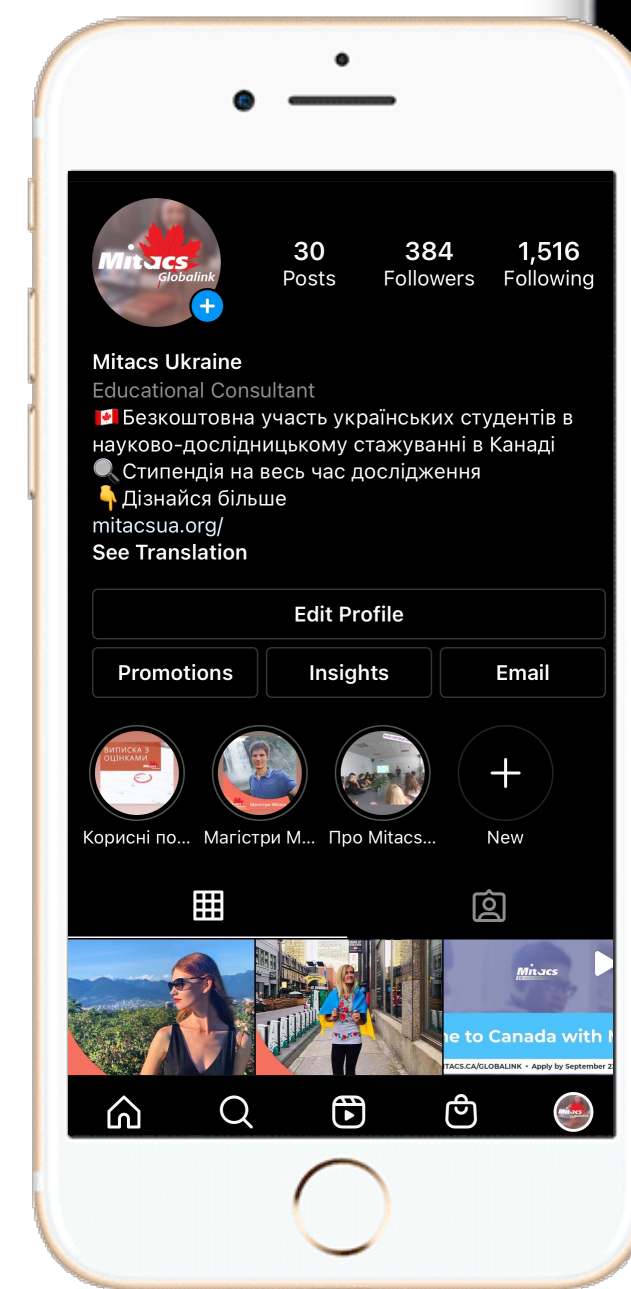 Mitacs
Globalink
30
Posts
384
Followers
1,516
Following
Mitacs Ukraine
Educational Consultant
🇨🇦Безкоштовна участь українських студентів в
науково-дослідницькому стажуванні в Канаді
🔍Стипендія на весь час дослідження
👇Дізнайся більше
mitacsua.org/
See Translation
Edit Profile
Promotions
Insights
Email
ВИПИСКА З
ОЦІНКАМИ
Корисні по...
Магістри М...
Про Mitacs...
New
Mitacs
e to Canada with
TACS.CA/GLOBALINK • Apply by September 2
Mitacs